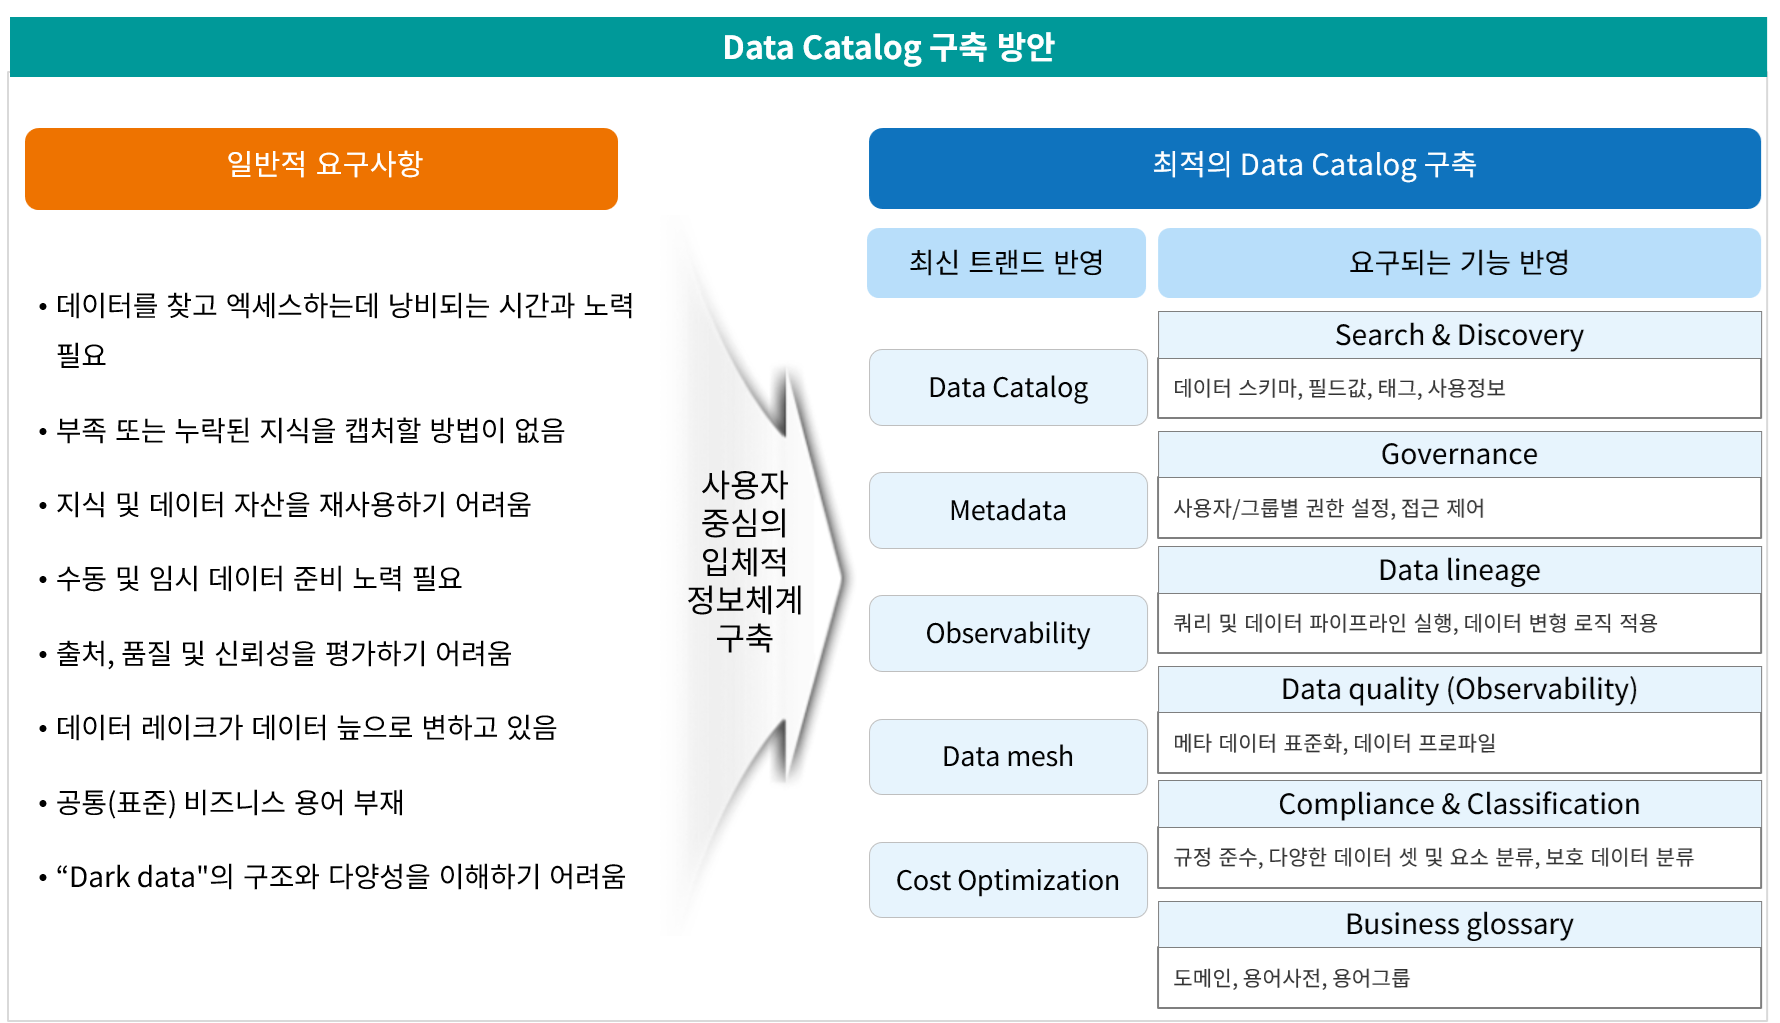 Data Catalog 구축 방안
일반적 요구사항
• 데이터를 찾고 엑세스하는데 낭비되는 시간과 노력
필요
• 부족 또는 누락된 지식을 캡처할 방법이 없음
• 지식 및 데이터 자산을 재사용하기 어려움
• 수동 및 임시 데이터 준비 노력 필요
• 출처, 품질 및 신뢰성을 평가하기 어려움
• 데이터 레이크가 데이터 늪으로 변하고 있음
• 공통(표준) 비즈니스 용어 부재
• “Dark data"의 구조와 다양성을 이해하기 어려움
사용자
중심의
입체적
정보체계
구축
최적의 Data Catalog 구축
최신 트랜드 반영
Data Catalog
Metadata
Observability
Data mesh
Cost Optimization
요구되는 기능 반영
Search & Discovery
데이터 스키마, 필드값, 태그, 사용정보
Governance
사용자/그룹별 권한 설정, 접근 제어
Data lineage
쿼리 및 데이터 파이프라인 실행, 데이터 변형 로직 적용
Data quality (Observability)
메타 데이터 표준화, 데이터 프로파일
Compliance & Classification
규정 준수, 다양한 데이터 셋 및 요소 분류, 보호 데이터 분류
Business glossary
도메인, 용어사전, 용어그룹